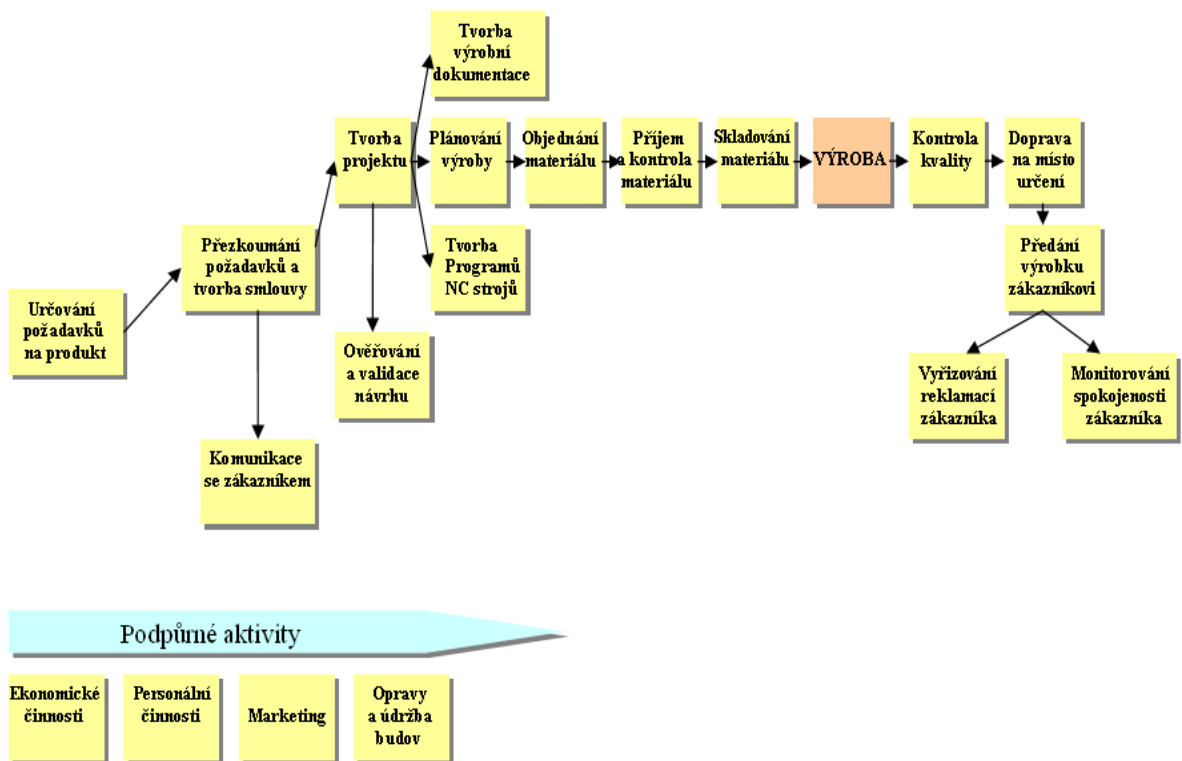 Tvorba
výrobní
dokumentace
Tvorba
projektu
Plánování
výroby
Objednání
materiálu
Příjem
a kontrola
materiálu
Skladování
materiálu
VÝROBA
Kontrola
kvality
Doprava
na místo
určení
Přezkoumání
požadavků a
tvorba smlouvy
Tvorba
Programů
NC strojů
Předání
výrobku
zákazníkovi
Určování
požadavků
na produkt
Ověřování
a validace
návrhu
Vyřizování
reklamací
zákazníka
Monitorování
spokojenosti
zákazníka
Komunikace
se zákazníkem
Podpůrné aktivity
Ekonomické
činnosti
Personální
činnosti
Marketing
Opravy
a údržba
budov